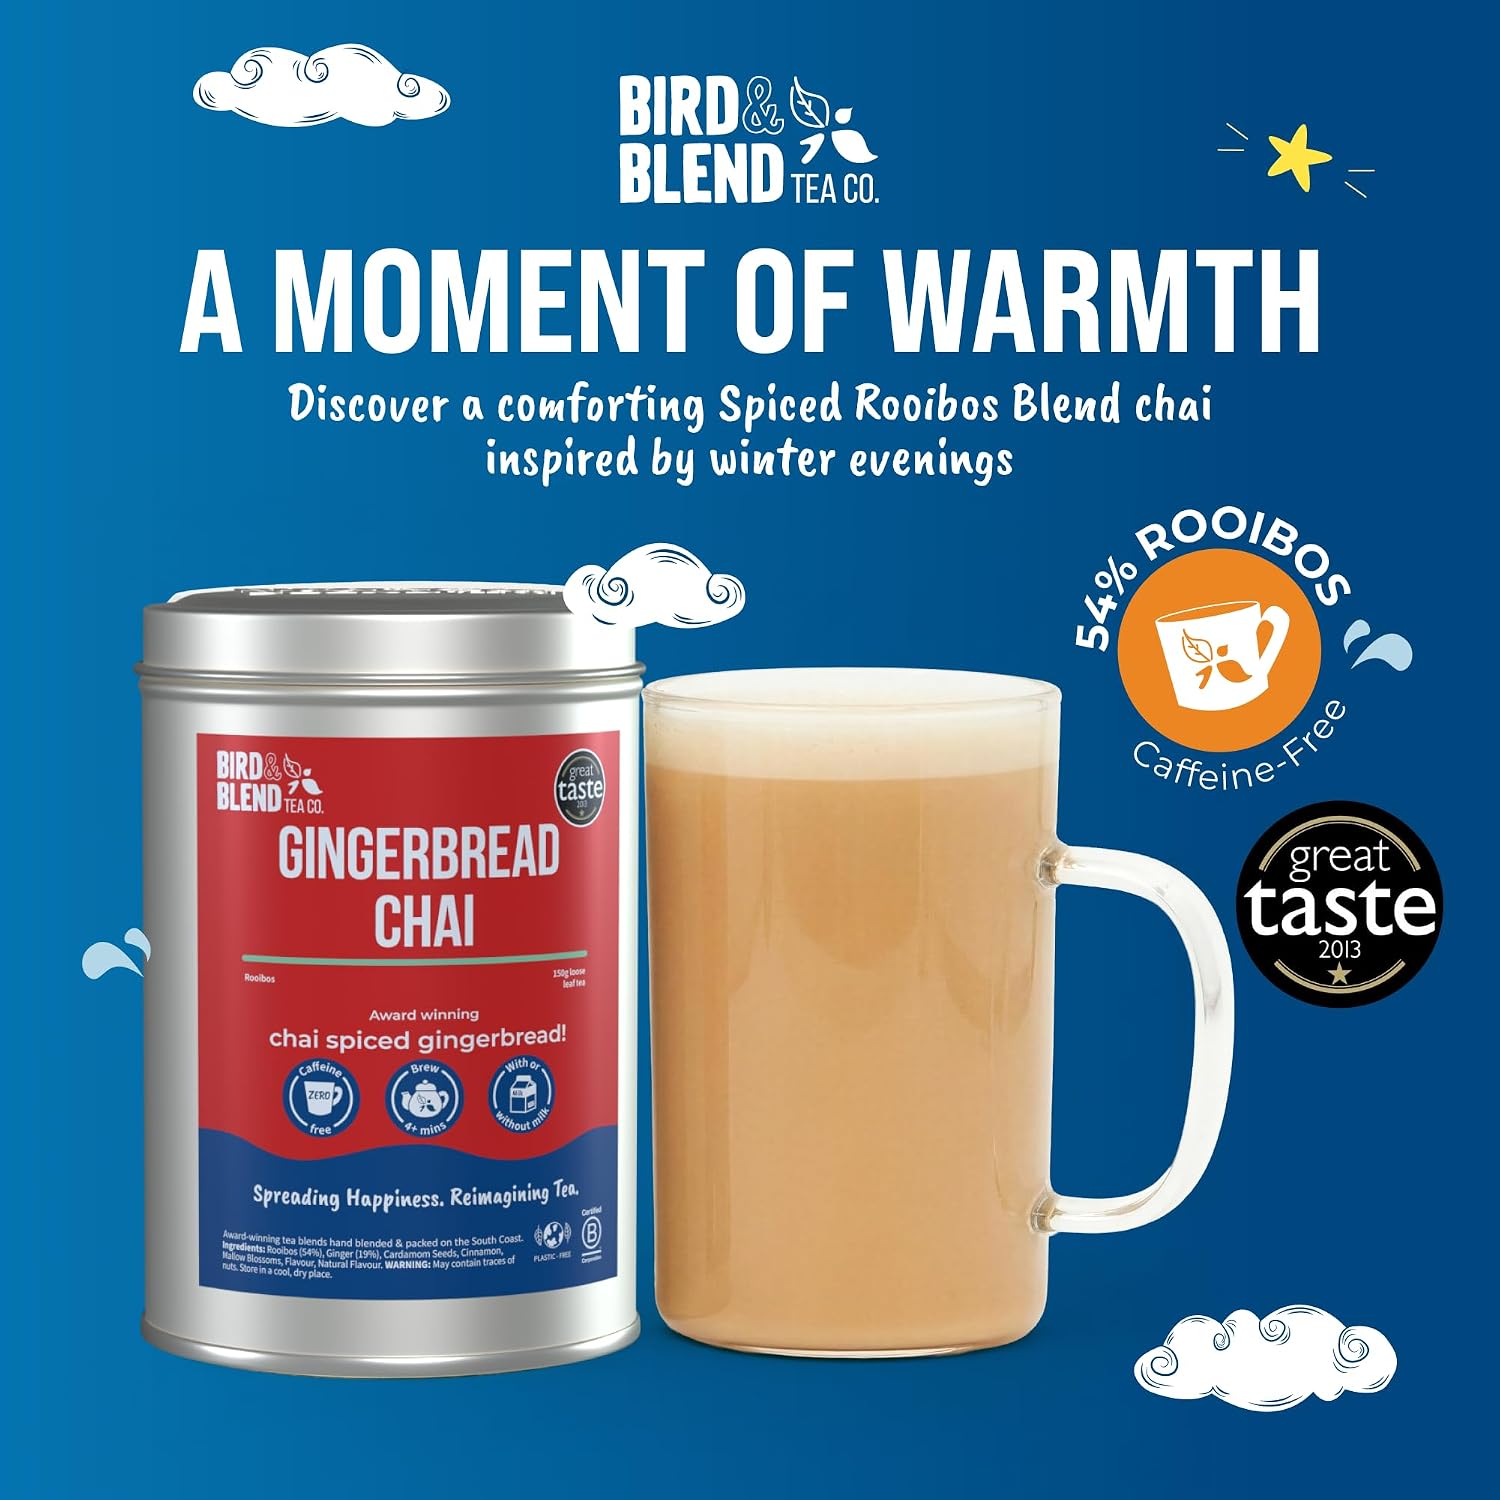 BIRD&
BLEND TEA CO.
A MOMENT OF WARMTH
Discover a comforting Spiced Rooibos Blend chai
inspired by winter evenings
54% ROOIBOS
Caffeine-Free
great
taste
2013
BIRD&
BLEND TEA CO.
great
taste
2013
GINGERBREAD
CHAI
Rooibos
150g loose
leaf tea
Award winning
chai spiced gingerbread!
Caffeine
ZERO
free
Brew
4+ mins
With or
Milk
without milk
Spreading Happiness. Reimagining Tea.
Award-winning tea blends hand blended & packed on the South Coast.
Ingredients: Rooibos (54%), Ginger (19%), Cardamom Seeds, Cinnamon,
Mallow Blossoms, Flavour, Natural Flavour. WARNING: May contain traces of
nuts. Store in a cool, dry place.
PLASTIC-FREE
Certified
B
Corporation